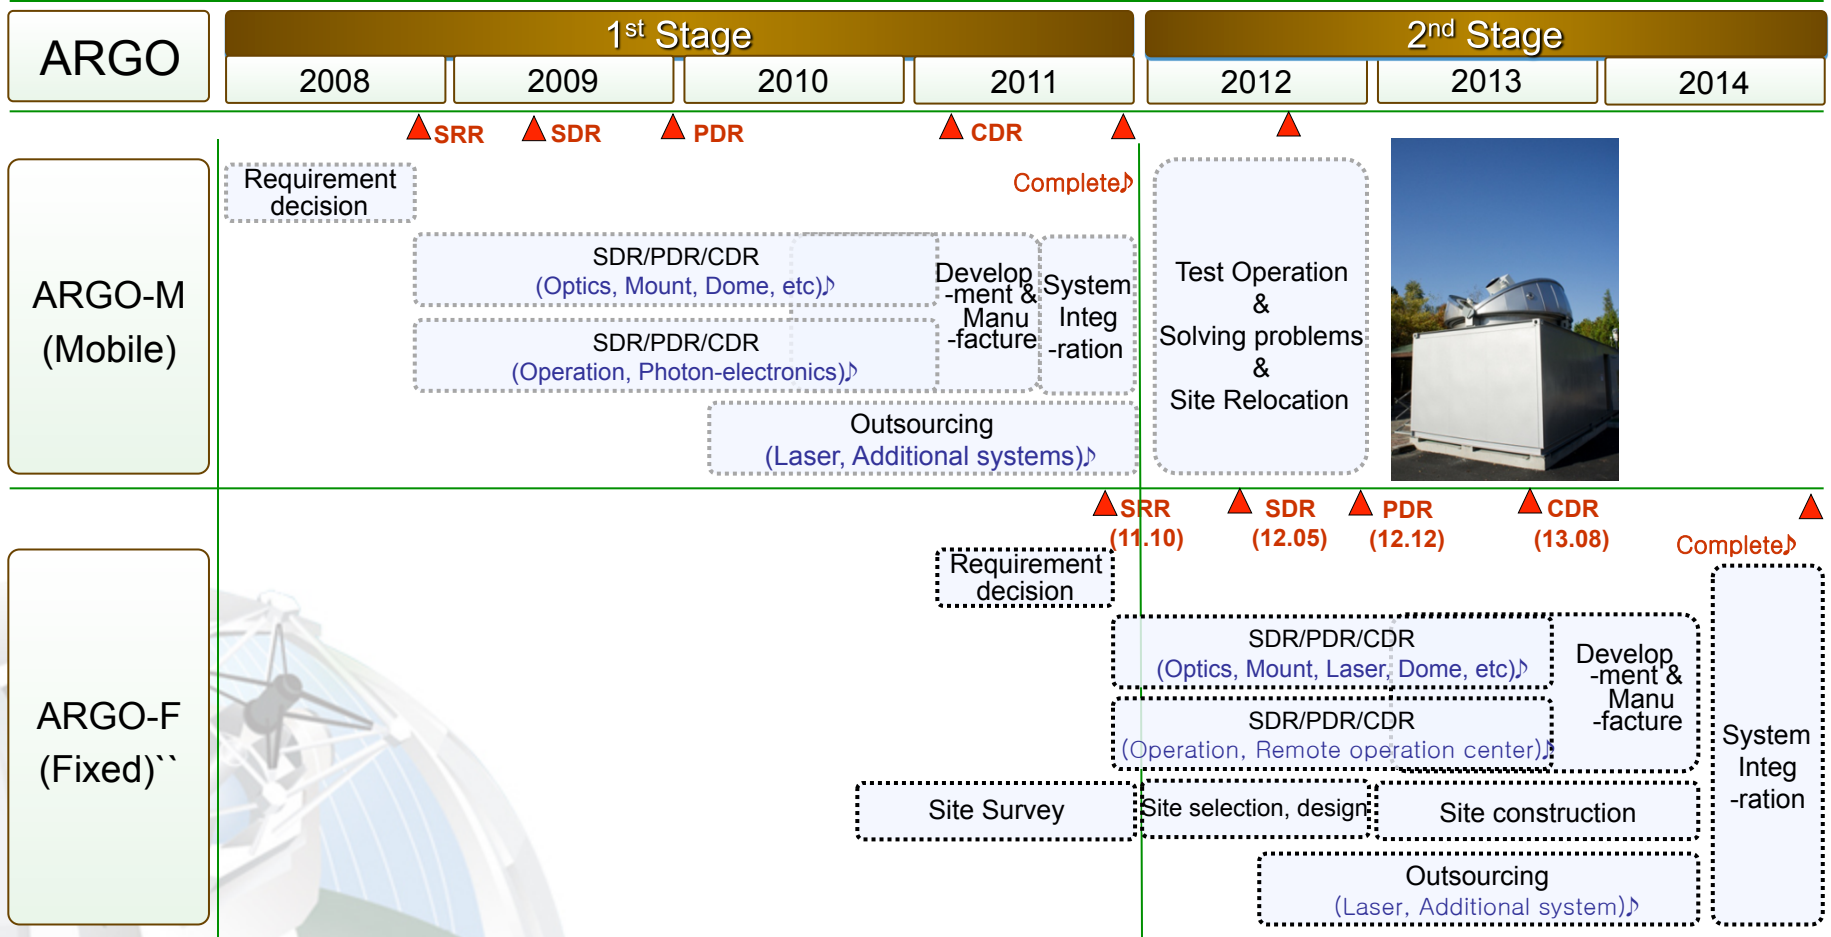 ARGO
1st Stage
2nd Stage
2008
2009
2010
2011
2012
2013
2014
SRR
SDR
PDR
CDR
ARGO-M
(Mobile)
Requirement
decision
Complete♪
SDR/PDR/CDR
(Optics, Mount, Dome, etc)♪
SDR/PDR/CDR
(Operation, Photon-electronics)♪
Develop
-ment &
Manu
-facture
System
Integ
-ration
Outsourcing
(Laser, Additional systems)♪
Test Operation
&
Solving problems
&
Site Relocation
ARGO-F
(Fixed)``
SRR
(11.10)
SDR
(12.05)
PDR
(12.12)
CDR
(13.08)
Complete♪
Requirement
decision
SDR/PDR/CDR
(Optics, Mount, Laser, Dome, etc)♪
SDR/PDR/CDR
(Operation, Remote operation center)♪
Develop
-ment &
Manu
-facture
System
Integ
-ration
Site Survey
Site selection, design
Site construction
Outsourcing
(Laser, Additional system)♪